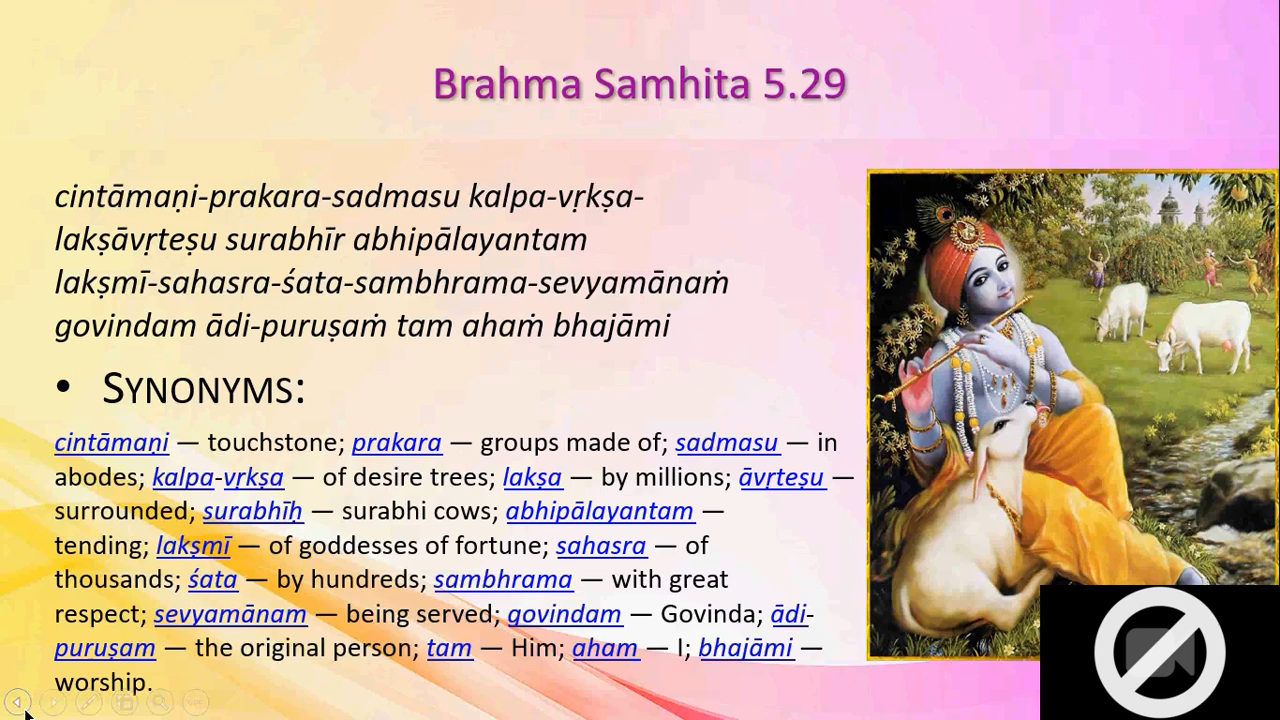 Brahma Samhita 5.29
cintāmaṇi-prakara-sadmasu kalpa-vṛkṣa-
lakṣāvṛteṣu surabhīr abhipālayantam
lakṣmī-sahasra-śata-sambhrama-sevyamānaṁ
govindam ādi-puruṣaṁ tam ahaṁ bhajāmi
• SYNONYMS:
cintāmaṇi — touchstone; prakara — groups made of; sadmasu — in
abodes; kalpa-vṛkṣa — of desire trees; lakṣa — by millions; āvṛteṣu —
surrounded; surabhīḥ — surabhi cows; abhipālayantam —
tending; lakṣmī — of goddesses of fortune; sahasra — of
thousands; śata — by hundreds; sambhrama — with great
respect; sevyamānam — being served; govindam — Govinda; ādi-
puruṣam — the original person; tam — Him; aham — I; bhajāmi —
worship.